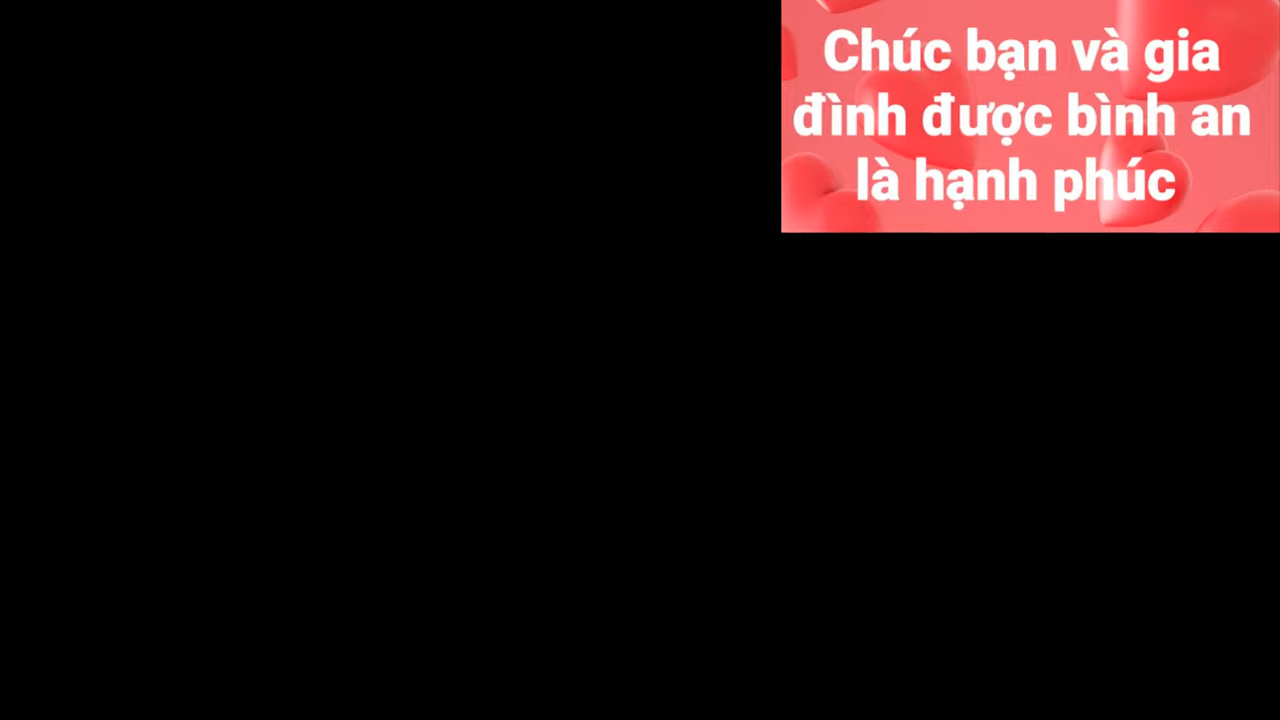 Chúc bạn và gia
đình được bình an
là hạnh phúc